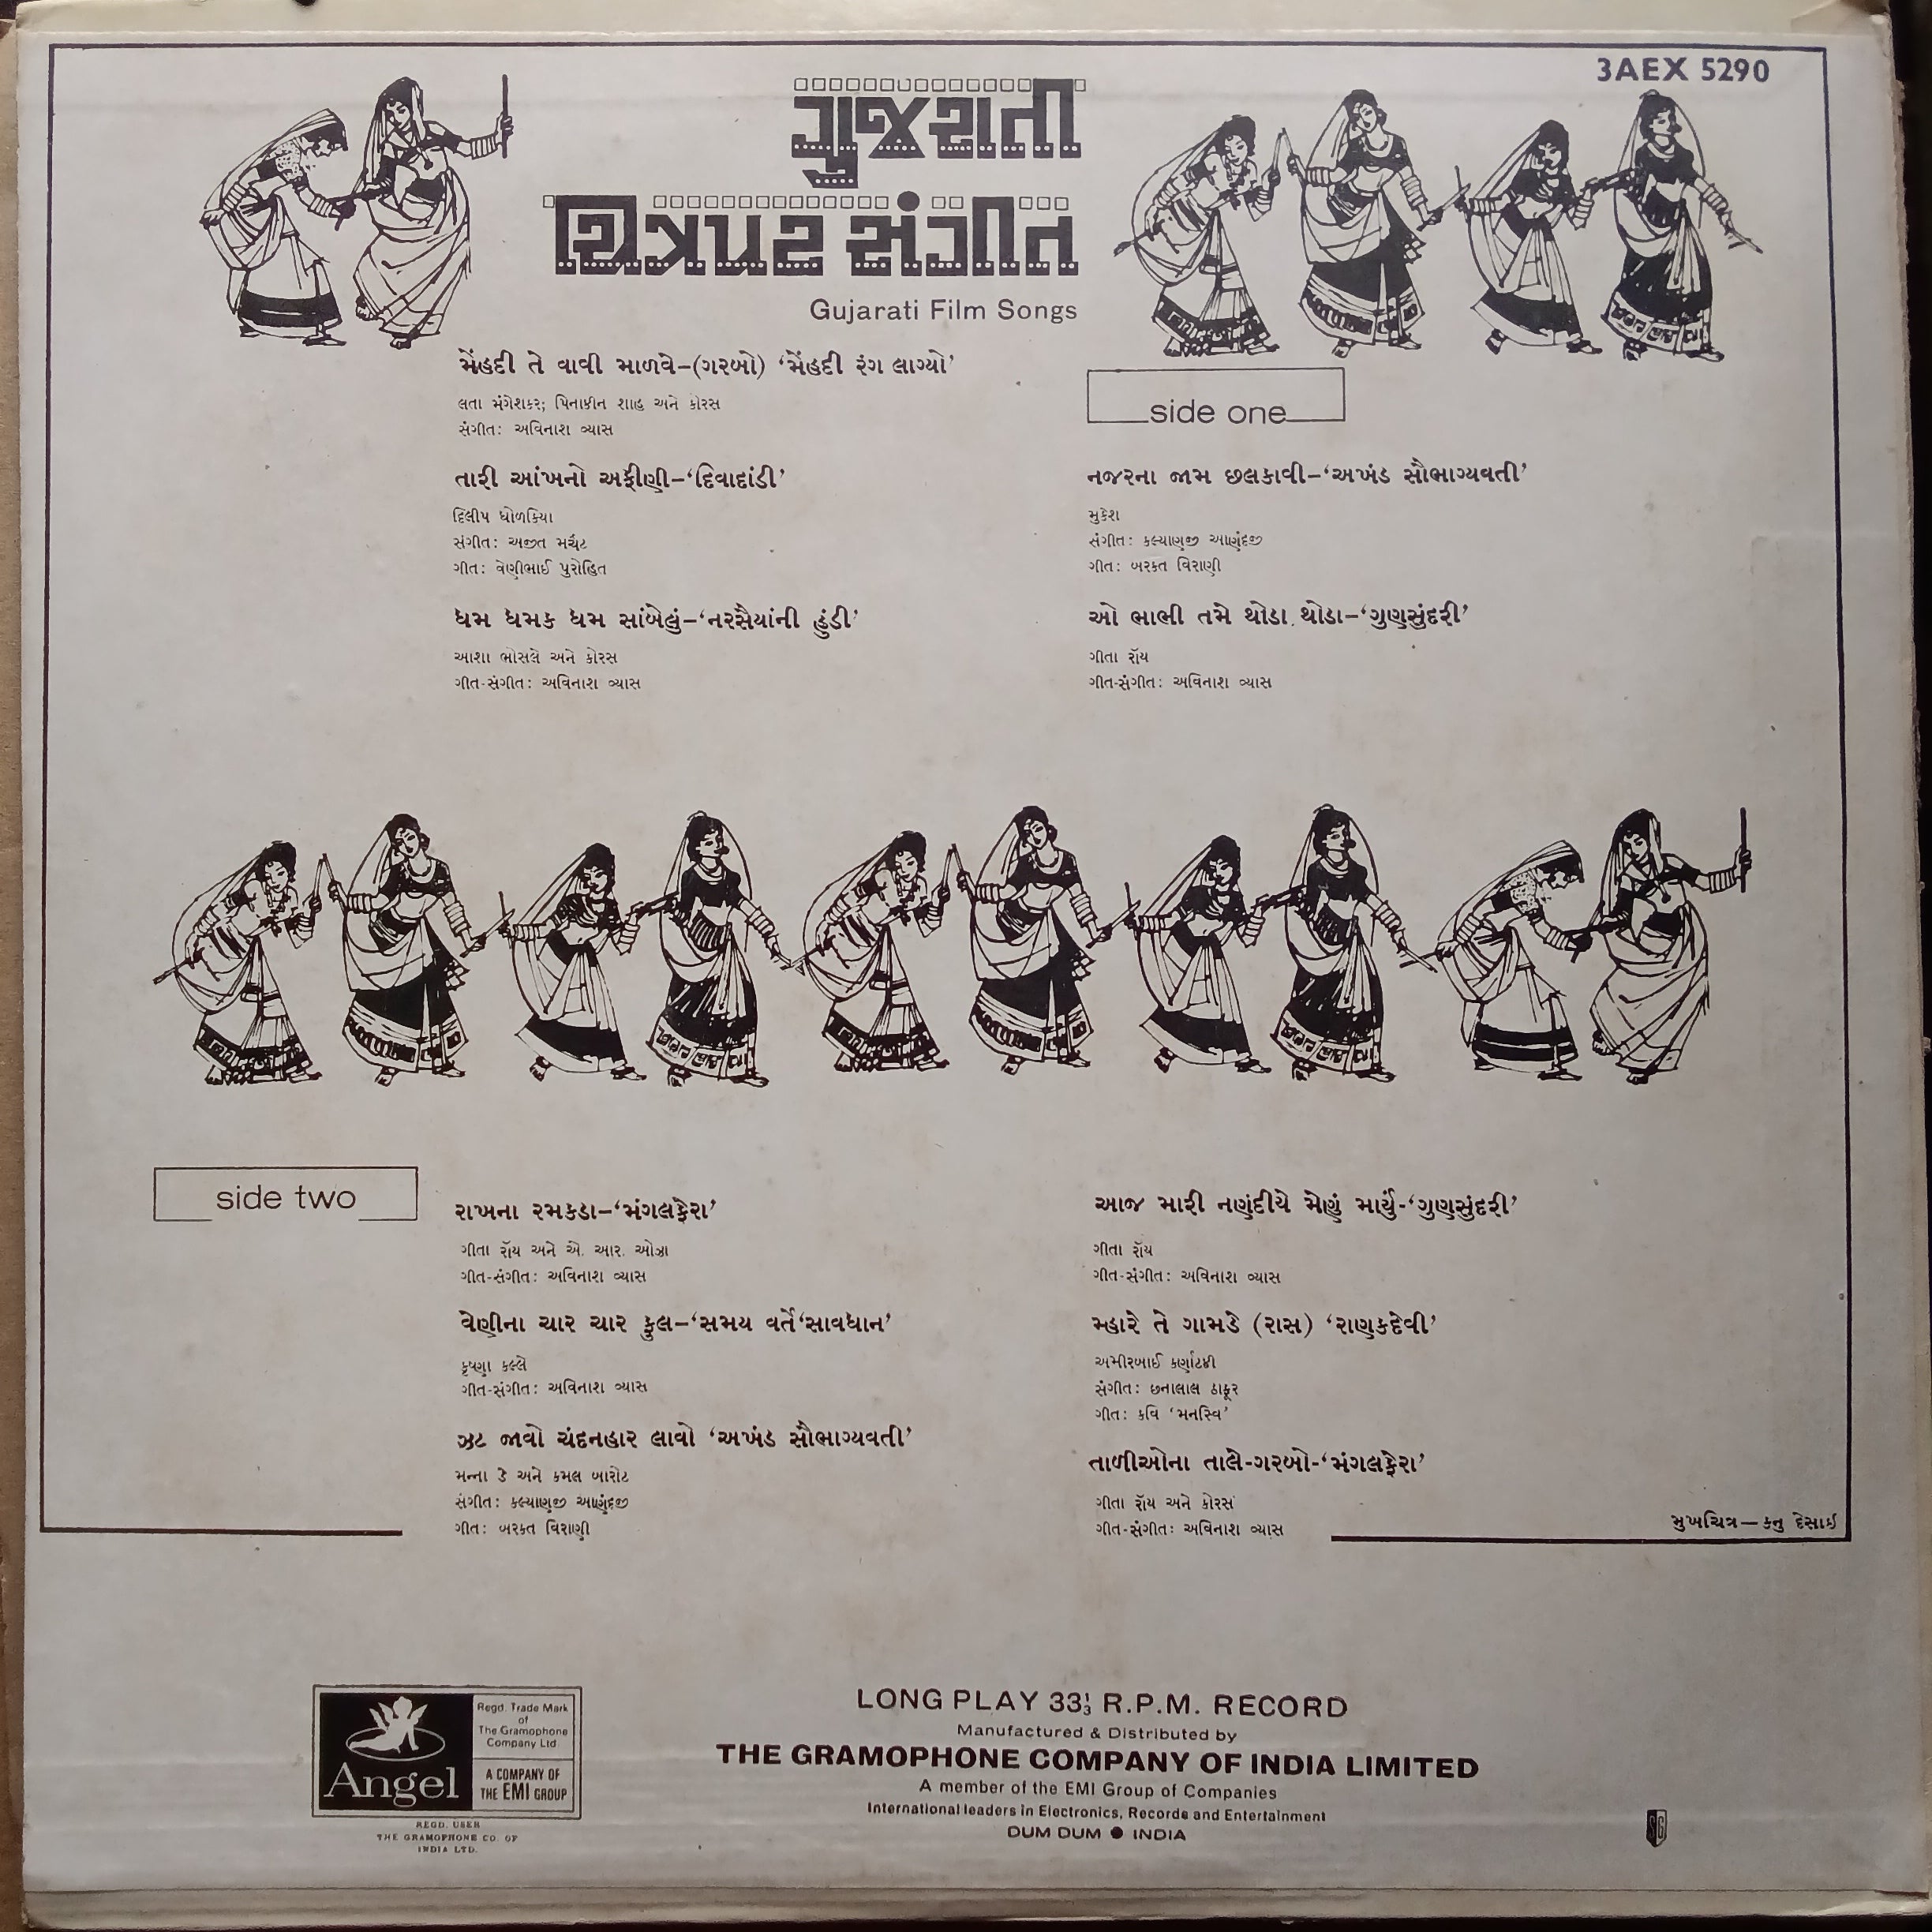 3AEX 5290
ગુજરાતી
ચિત્રપટ સંગીત
Gujarati Film Songs
મેંહદી તે વાવી માળવે-(ગરબો) ‘મેંહદી રંગ લાગ્યો’
લતા મંગેશકર; પિનાકીન શાહ અને કોરસ
સંગીત: અવિનાશ વ્યાસ
તારી આંખનો અફીણી-‘દિવાદાંડી’
દિલીપ ધોળકિયા
સંગીત: અજીત મર્ચંટ
ગીત: વેણીભાઈ પુરોહિત
ધમ ધમક ધમ સાંબેલું-‘નરસૈયાંની હુંડી’
આશા ભોસલે અને કોરસ
ગીત-સંગીત: અવિનાશ વ્યાસ
side one
નજરના જામ છલકાવી-‘અખંડ સૌભાગ્યવતી’
મુકેશ
સંગીત: કલ્યાણજી આણંદજી
ગીત: બરકત વિરાણી
ઓ ભાભી તમે થોડા થોડા-‘ગુણસુંદરી’
ગીતા રૉય
ગીત-સંગીત: અવિનાશ વ્યાસ
side two
રાખના રમકડા-‘મંગલફેરા’
ગીતા રૉય અને એ. આર. ઓઝા
ગીત-સંગીત: અવિનાશ વ્યાસ
વેણીના ચાર ચાર ફુલ-‘સમય વર્તે‘સાવધાન’
કૃષ્ણા કલ્લે
ગીત-સંગીત: અવિનાશ વ્યાસ
ઝટ જાવો ચંદનહાર લાવો ‘અખંડ સૌભાગ્યવતી’
મન્ના ડે અને કમલ બારોટ
સંગીત: કલ્યાણજી આણંદજી
ગીત: બરકત વિરાણી
આજ મારી નણંદીયે મેણું માર્યું-‘ગુણસુંદરી’
ગીતા રૉય
ગીત-સંગીત: અવિનાશ વ્યાસ
મ્હારે તે ગામડે (રાસ) ‘રાણકદેવી’
અમીરબાઈ કર્ણાટકી
સંગીત: છનાલાલ ઠાકૂર
ગીત: કવિ ‘મનસ્વિ’
તાળીઓના તાલે-ગરબો-‘મંગલફેરા’
ગીતા રૉય અને કોરસ
ગીત-સંગીત: અવિનાશ વ્યાસ
મુખચિત્ર—કનુ દેસાઇ
Angel
Regd. Trade Mark
of
The Gramophone
Company Ltd.
A COMPANY OF
THE EMI GROUP
REGD. USER
THE GRAMOPHONE CO. OF
INDIA LTD.
LONG PLAY 33⅓ R.P.M. RECORD
Manufactured & Distributed by
THE GRAMOPHONE COMPANY OF INDIA LIMITED
A member of the EMI Group of Companies
International leaders in Electronics, Records and Entertainment
DUM DUM ● INDIA
SG